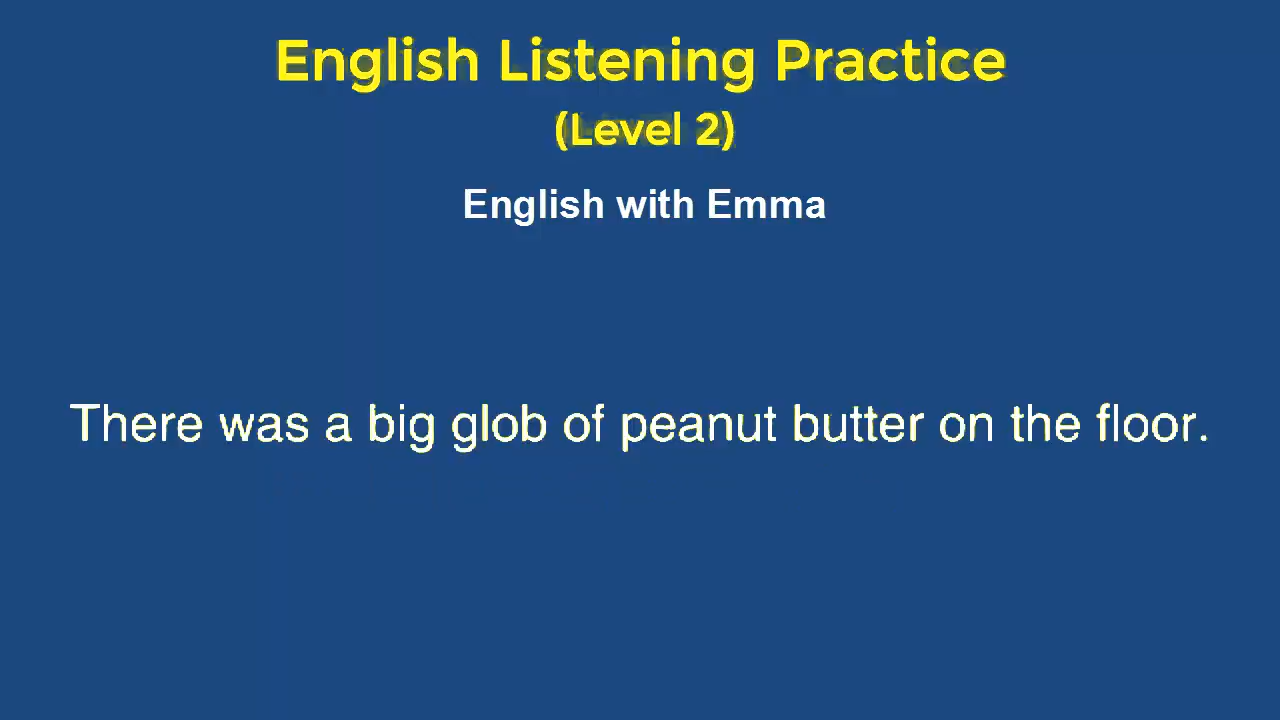 English Listening Practice
(Level 2)
English with Emma
There was a big glob of peanut butter on the floor.